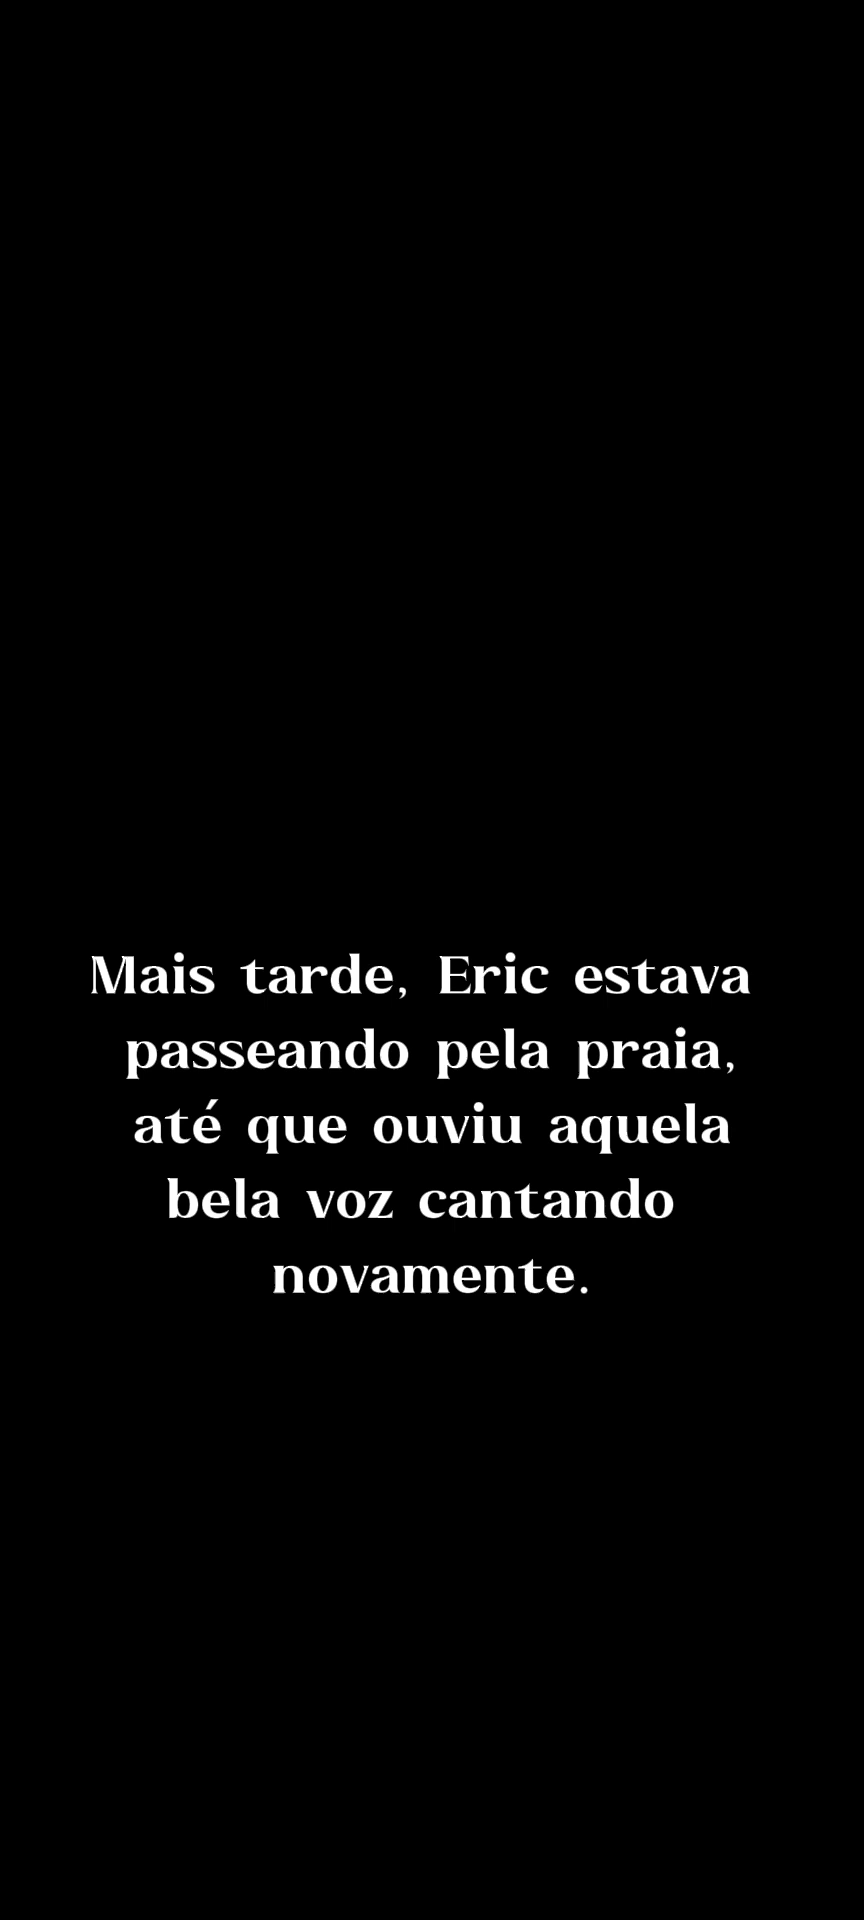 Mais tarde, Eric estava
passeando pela praia,
até que ouviu aquela
bela voz cantando
novamente.